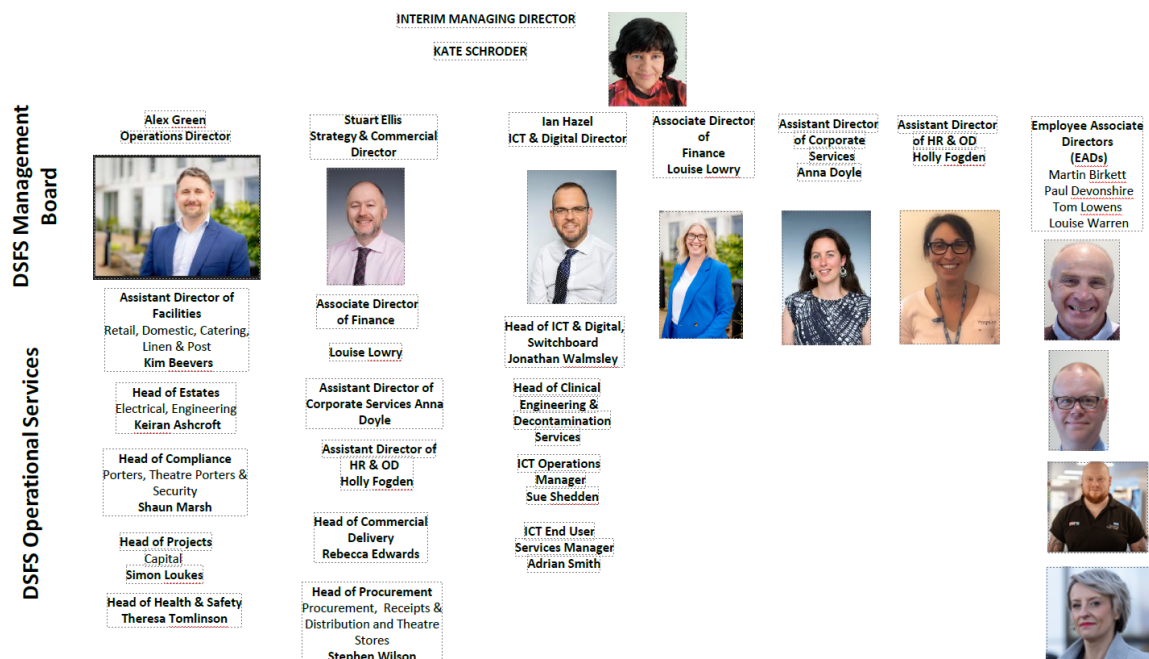 INTERIM MANAGING DIRECTOR
KATE SCHRODER
DSFS Management
Board
Alex Green
Operations Director
Stuart Ellis
Strategy & Commercial
Director
Ian Hazel
ICT & Digital Director
Associate Director
of
Finance
Louise Lowry
Assistant Director
of Corporate
Services
Anna Doyle
Assistant Director
of HR & OD
Holly Fogden
Employee Associate
Directors
(EADs)
Martin Birkett
Paul Devonshire
Tom Lowens
Louise Warren
DSFS Operational Services
Assistant Director of
Facilities
Retail, Domestic, Catering,
Linen & Post
Kim Beevers
Head of Estates
Electrical, Engineering
Keiran Ashcroft
Head of Compliance
Porters, Theatre Porters &
Security
Shaun Marsh
Head of Projects
Capital
Simon Loukes
Head of Health & Safety
Theresa Tomlinson
Associate Director
of Finance
Louise Lowry
Assistant Director of
Corporate Services Anna
Doyle
Assistant Director of
HR & OD
Holly Fogden
Head of Commercial
Delivery
Rebecca Edwards
Head of Procurement
Procurement, Receipts &
Distribution and Theatre
Stores
Stephen Wilson
Head of ICT & Digital,
Switchboard
Jonathan Walmsley
Head of Clinical
Engineering &
Decontamination
Services
ICT Operations
Manager
Sue Shedden
ICT End User
Services Manager
Adrian Smith